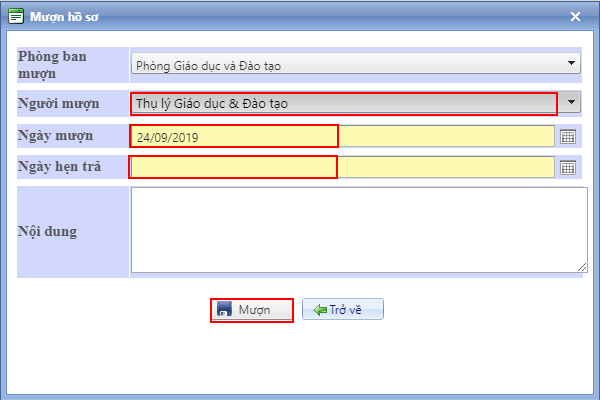 Mượn hồ sơ
Phòng ban mượn
Phòng Giáo dục và Đào tạo
Người mượn
Thụ lý Giáo dục & Đào tạo
Ngày mượn
24/09/2019
Ngày hẹn trả
Nội dung
Mượn
Trở về